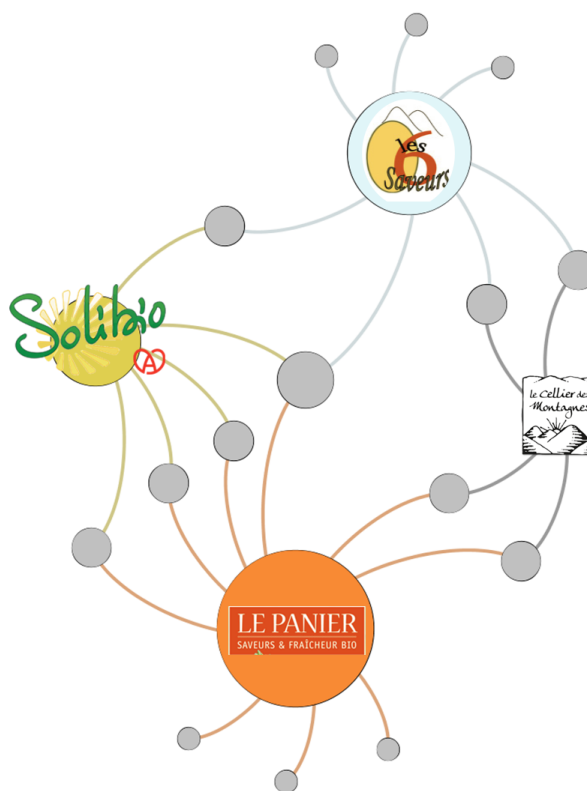 les
6
Saveurs
Solibio
A
le Cellier des
Montagnes
LE PANIER
SAVEURS & FRAÎCHEUR BIO